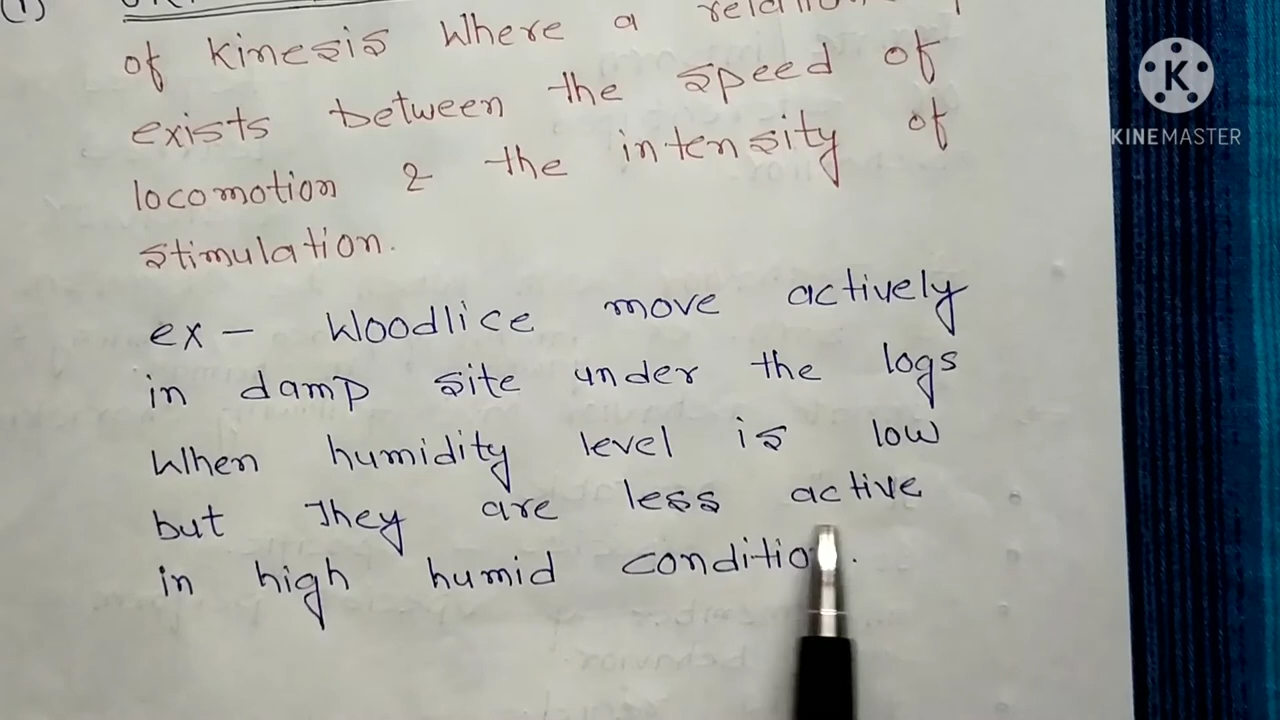 (1)
of kinesis where a
exists between the speed of
locomotion & the intensity of
stimulation.
ex - Woodlice move actively
in damp site under the logs
When humidity level is low
but They are less active
in high humid condition.
K
KINEMASTER